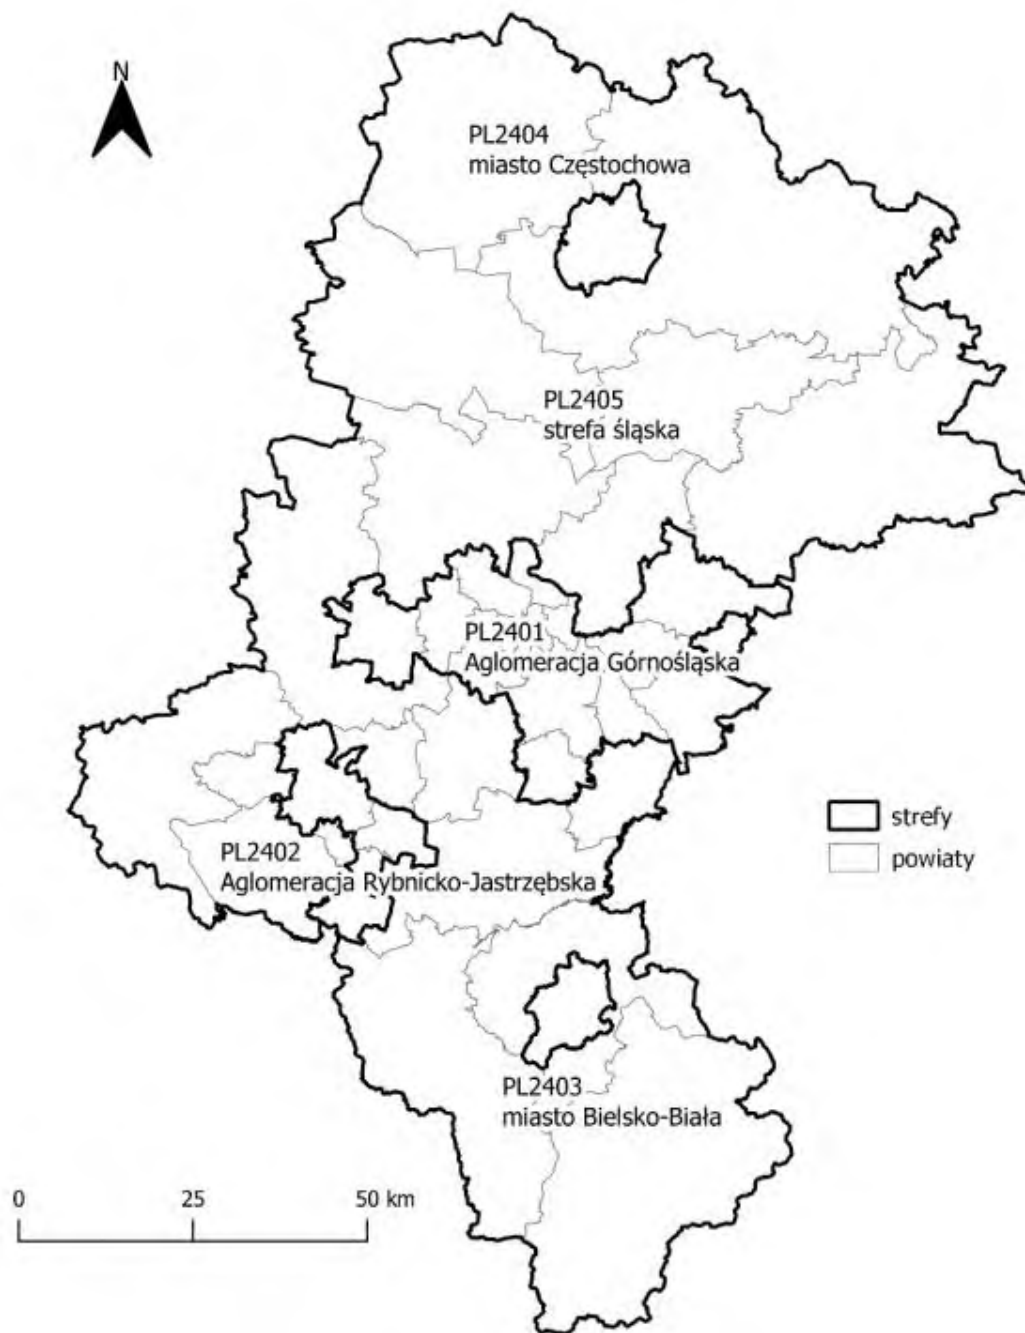 N
PL2404
miasto Częstochowa
PL2405
strefa śląska
PL2401
Aglomeracja Górnośląska
strefy
powiaty
PL2402
Aglomeracja Rybnicko-Jastrzębska
PL2403
miasto Bielsko-Biała
0 25 50 km